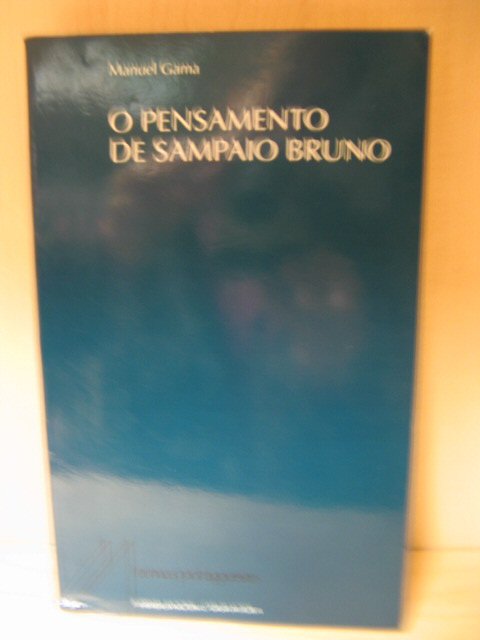 Manuel Gama
O PENSAMENTO
DE SAMPAIO BRUNO